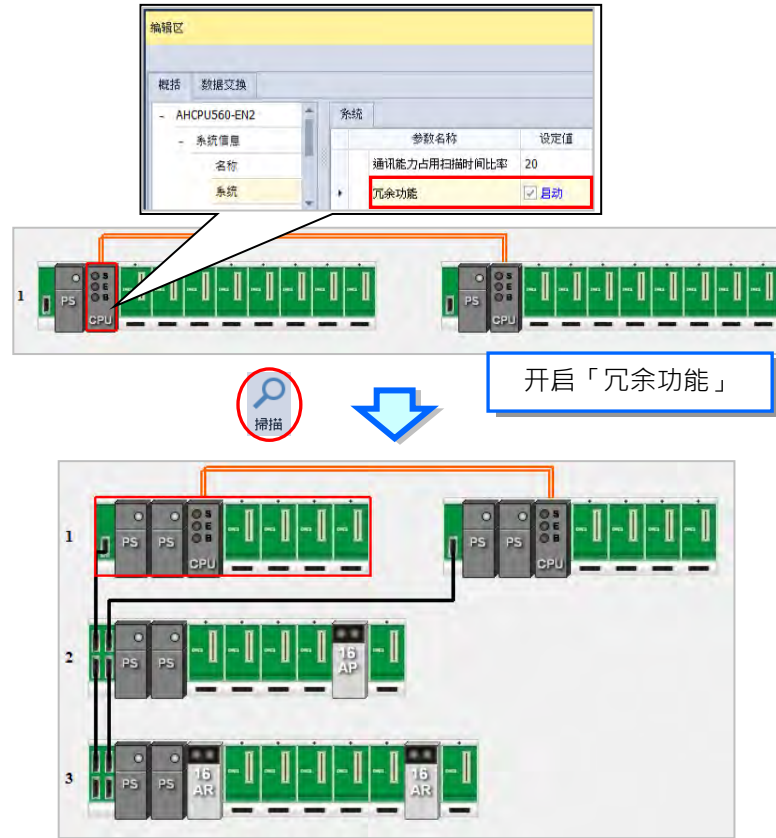 编辑区
概括 数据交换
- AHCPU560-EN2
- 系统信息
名称
系统
系统
参数名称 设定值
通讯能力占用扫描时间比率 20
冗余功能 启动
1
PS
S
E
B
CPU
PS
S
E
B
CPU
开启「冗余功能」
掃描
1
PS PS
S
E
B
CPU
PS PS
S
E
B
CPU
2
PS PS
16
AP
3
PS PS
16
AR
16
AR